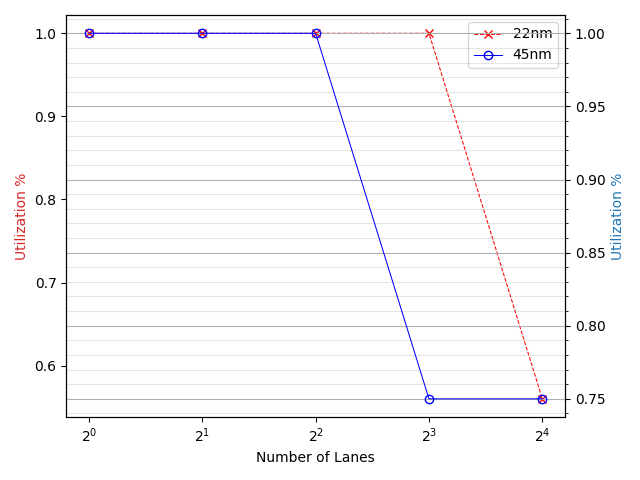 22nm
45nm
1.0
0.9
0.8
0.7
0.6
Utilization %
1.00
0.95
0.90
0.85
0.80
0.75
Utilization %
2^0 2^1 2^2 2^3 2^4
Number of Lanes